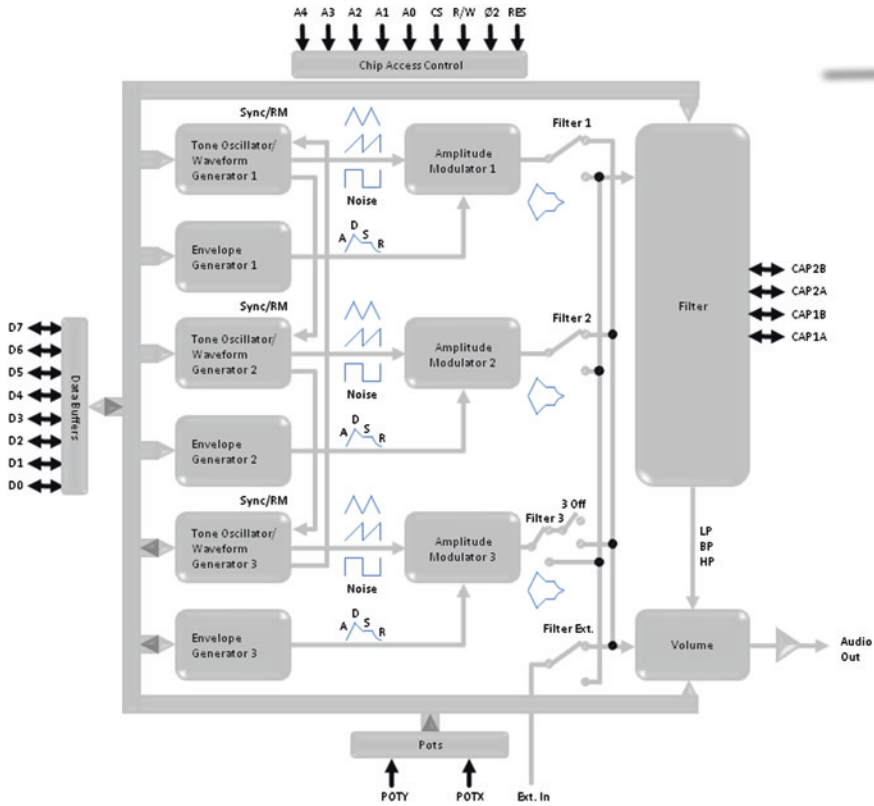 A4 A3 A2 A1 A0 CS R/W Ø2 RES
Chip Access Control
Sync/RM
Tone Oscillator/
Waveform
Generator 1
Noise
Amplitude
Modulator 1
Filter 1
Envelope
Generator 1
A D S R
Filter
CAP2B
CAP2A
CAP1B
CAP1A
Sync/RM
Tone Oscillator/
Waveform
Generator 2
Noise
Amplitude
Modulator 2
Filter 2
Envelope
Generator 2
A D S R
D7
D6
D5
D4
D3
D2
D1
D0
Data Buffers
Sync/RM
Tone Oscillator/
Waveform
Generator 3
Noise
Amplitude
Modulator 3
Filter 3
3 Off
LP
BP
HP
Envelope
Generator 3
A D S R
Filter Ext.
Volume
Audio
Out
Pots
POTY
POTX
Ext. In